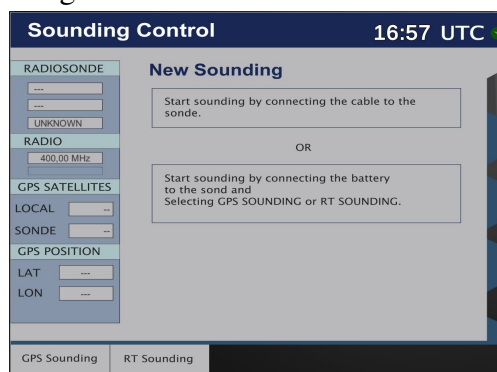 Sounding Control
16:57 UTC
RADIOSONDE
---
---
UNKNOWN
RADIO
400,00 MHz
GPS SATELLITES
LOCAL --
SONDE --
GPS POSITION
LAT ---
LON ---
New Sounding
Start sounding by connecting the cable to the
sonde.
OR
Start sounding by connecting the battery
to the sond and
Selecting GPS SOUNDING or RT SOUNDING.
GPS Sounding
RT Sounding